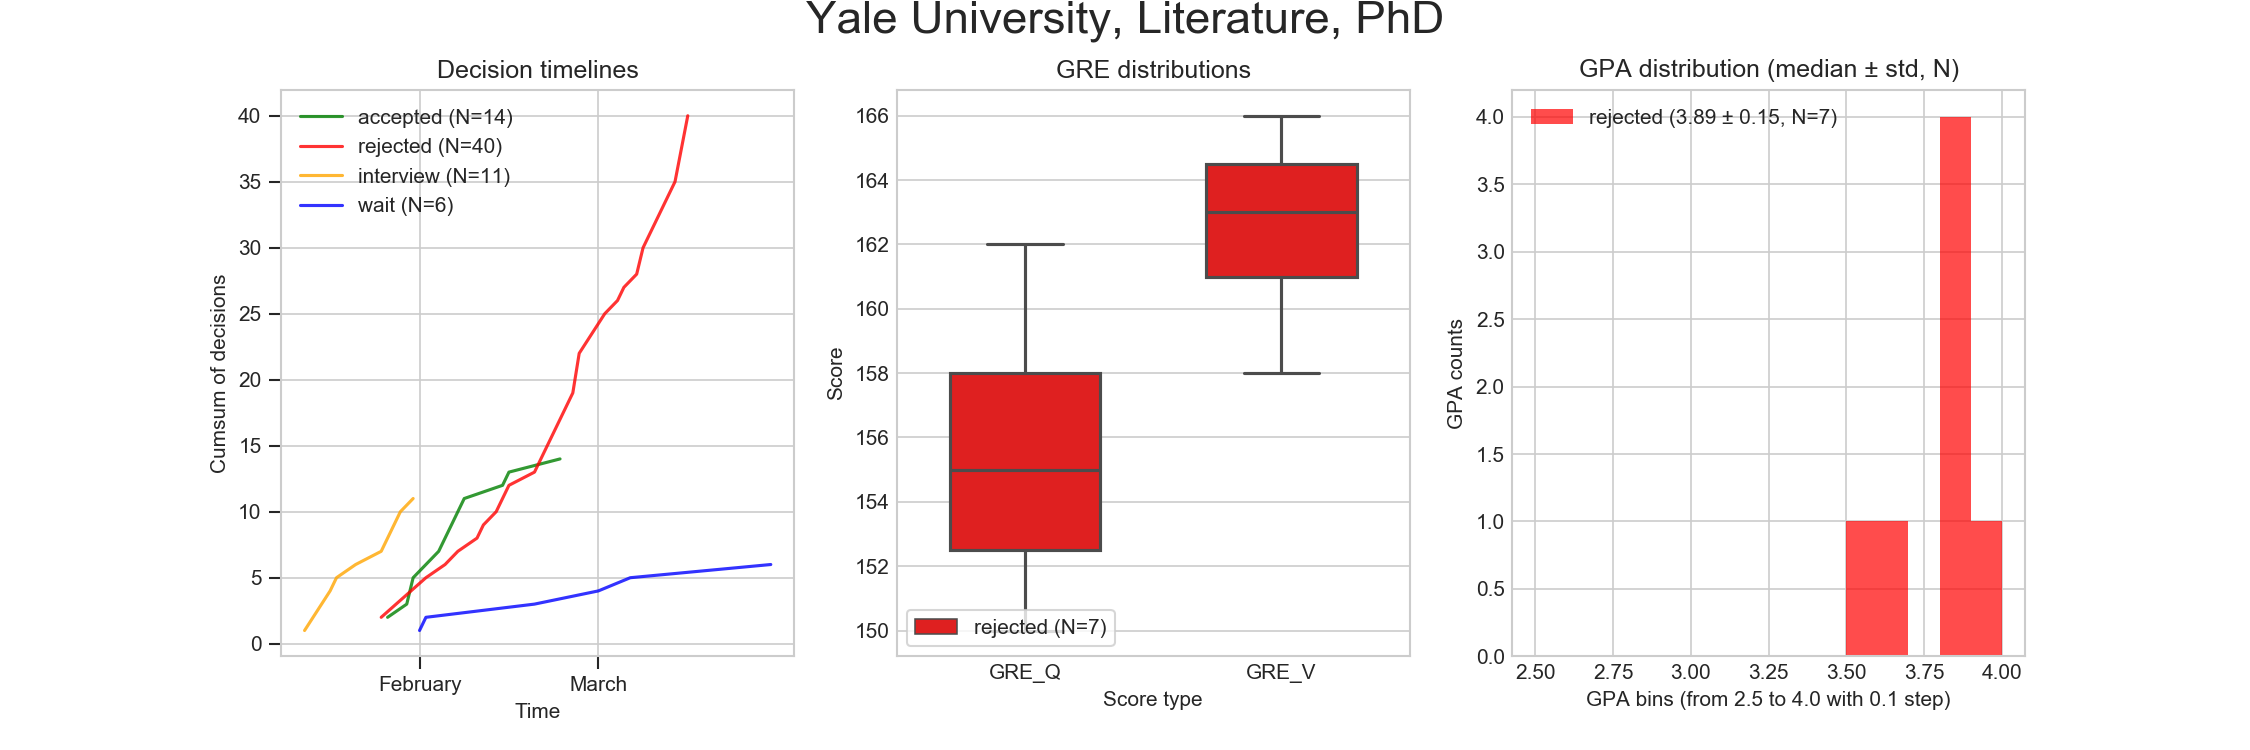 Yale University, Literature, PhD
Decision timelines
accepted (N=14)
rejected (N=40)
interview (N=11)
wait (N=6)
40
35
30
25
20
15
10
5
0
Cumsum of decisions
February
March
Time
GRE distributions
166
164
162
160
158
156
154
152
150
Score
rejected (N=7)
GRE_Q
GRE_V
Score type
GPA distribution (median ± std, N)
rejected (3.89 ± 0.15, N=7)
4.0
3.5
3.0
2.5
2.0
1.5
1.0
0.5
0.0
GPA counts
2.50
2.75
3.00
3.25
3.50
3.75
4.00
GPA bins (from 2.5 to 4.0 with 0.1 step)